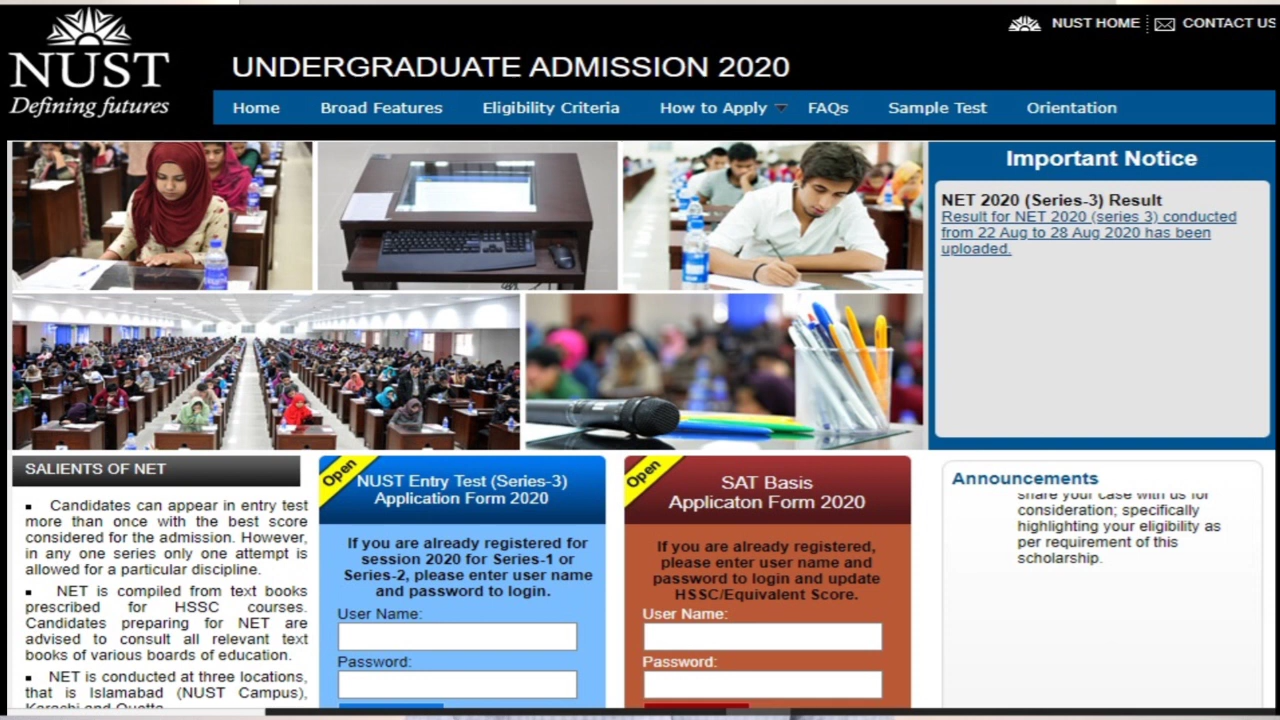 NUST HOME
CONTACT US
NUST
Defining futures
UNDERGRADUATE ADMISSION 2020
Home
Broad Features
Eligibility Criteria
How to Apply
FAQs
Sample Test
Orientation
Important Notice
NET 2020 (Series-3) Result
Result for NET 2020 (series 3) conducted
from 22 Aug to 28 Aug 2020 has been
uploaded.
SALIENTS OF NET
Candidates can appear in entry test
more than once with the best score
considered for the admission. However,
in any one series only one attempt is
allowed for a particular discipline.
NET is compiled from text books
prescribed for HSSC courses.
Candidates preparing for NET are
advised to consult all relevant text
books of various boards of education.
NET is conducted at three locations,
that is Islamabad (NUST Campus),
Karachi and Quetta
Open
NUST Entry Test (Series-3)
Application Form 2020
If you are already registered for
session 2020 for Series-1 or
Series-2, please enter user name
and password to login.
User Name:
Password:
Open
SAT Basis
Applicaton Form 2020
If you are already registered,
please enter user name and
password to login and update
HSSC/Equivalent Score.
User Name:
Password:
Announcements
share your case with us for
consideration; specifically
highlighting your eligibility as
per requirement of this
scholarship.